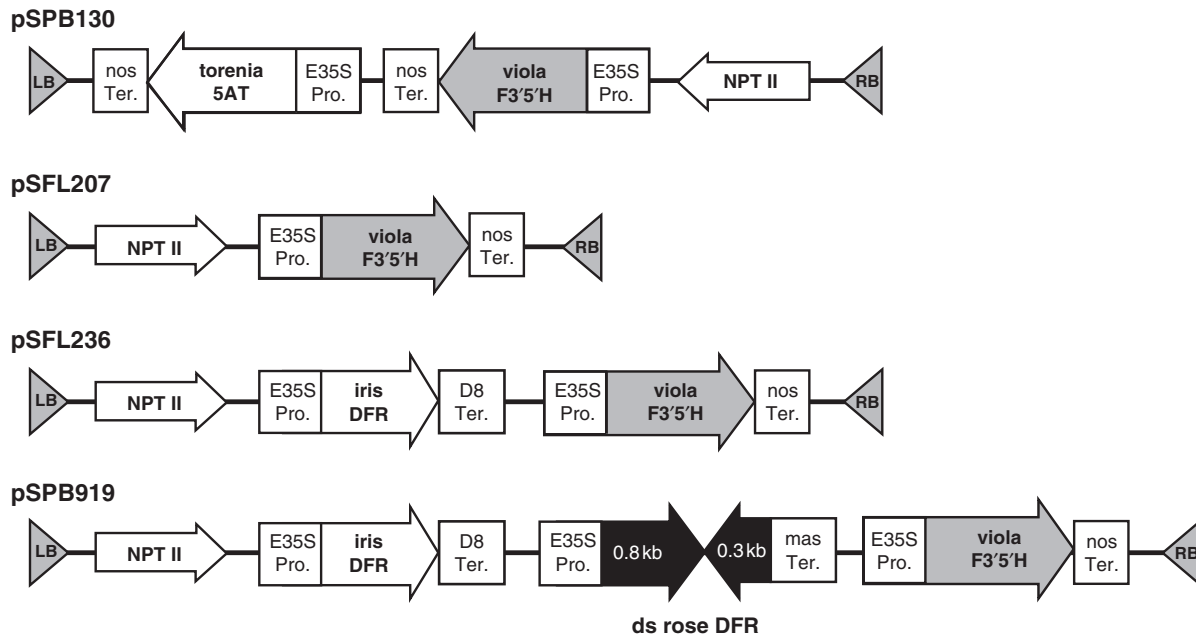 pSPB130
LB
nos
Ter.
torenia
5AT
E35S
Pro.
nos
Ter.
viola
F3′5′H
E35S
Pro.
NPT II
RB
pSFL207
LB
NPT II
E35S
Pro.
viola
F3′5′H
nos
Ter.
RB
pSFL236
LB
NPT II
E35S
Pro.
iris
DFR
D8
Ter.
E35S
Pro.
viola
F3′5′H
nos
Ter.
RB
pSPB919
LB
NPT II
E35S
Pro.
iris
DFR
D8
Ter.
E35S
Pro.
0.8 kb
0.3 kb
mas
Ter.
E35S
Pro.
viola
F3′5′H
nos
Ter.
RB
ds rose DFR